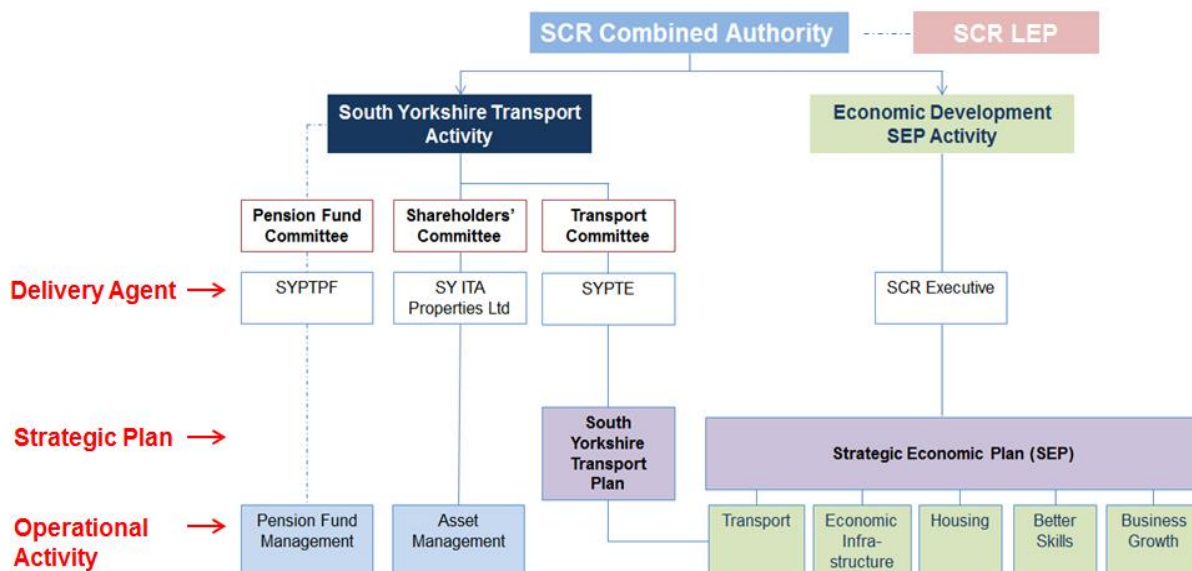 SCR Combined Authority
SCR LEP
South Yorkshire Transport
Activity
Economic Development
SEP Activity
Pension Fund
Committee
Shareholders'
Committee
Transport
Committee
Delivery Agent
SYPTPF
SY ITA
Properties Ltd
SYPTE
SCR Executive
Strategic Plan
South
Yorkshire
Transport
Plan
Strategic Economic Plan (SEP)
Operational
Activity
Pension Fund
Management
Asset
Management
Transport
Economic
Infra-
structure
Housing
Better
Skills
Business
Growth